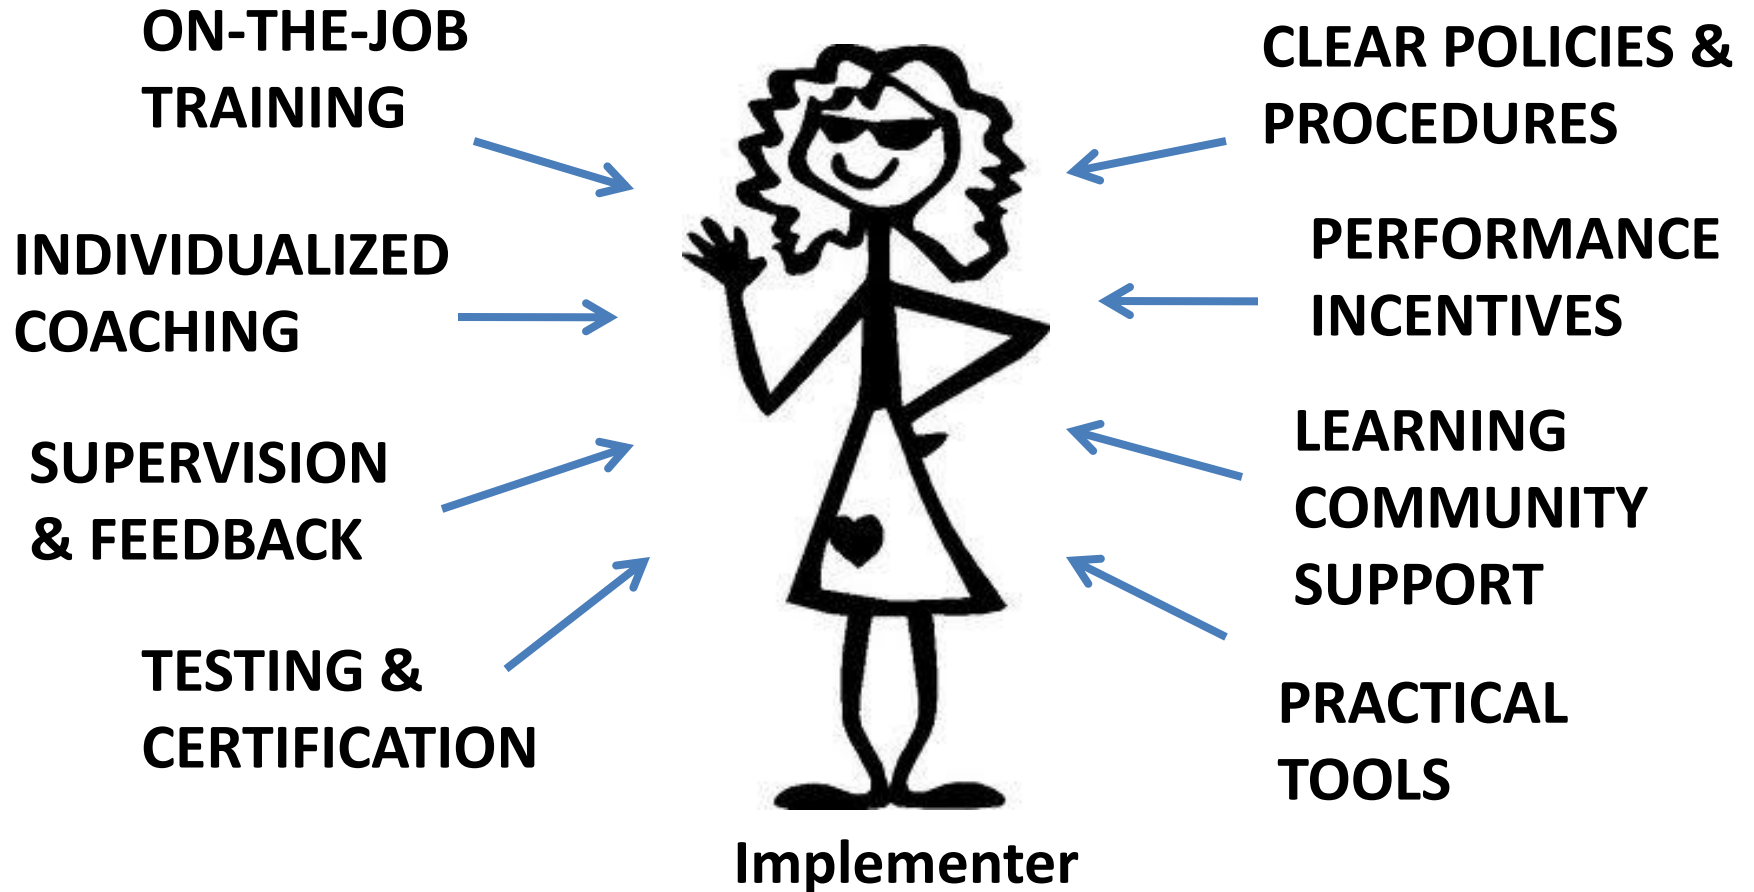 ON-THE-JOB
TRAINING
INDIVIDUALIZED
COACHING
SUPERVISION
& FEEDBACK
TESTING &
CERTIFICATION
CLEAR POLICIES &
PROCEDURES
PERFORMANCE
INCENTIVES
LEARNING
COMMUNITY
SUPPORT
PRACTICAL
TOOLS
Implementer